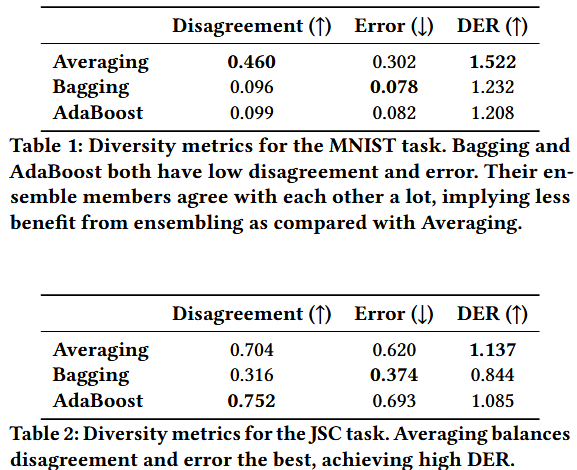 Disagreement (↑) Error (↓) DER (↑)
Averaging 0.460 0.302 1.522
Bagging 0.096 0.078 1.232
AdaBoost 0.099 0.082 1.208
Table 1: Diversity metrics for the MNIST task. Bagging and
AdaBoost both have low disagreement and error. Their en-
semble members agree with each other a lot, implying less
benefit from ensembling as compared with Averaging.
Disagreement (↑) Error (↓) DER (↑)
Averaging 0.704 0.620 1.137
Bagging 0.316 0.374 0.844
AdaBoost 0.752 0.693 1.085
Table 2: Diversity metrics for the JSC task. Averaging balances
disagreement and error the best, achieving high DER.